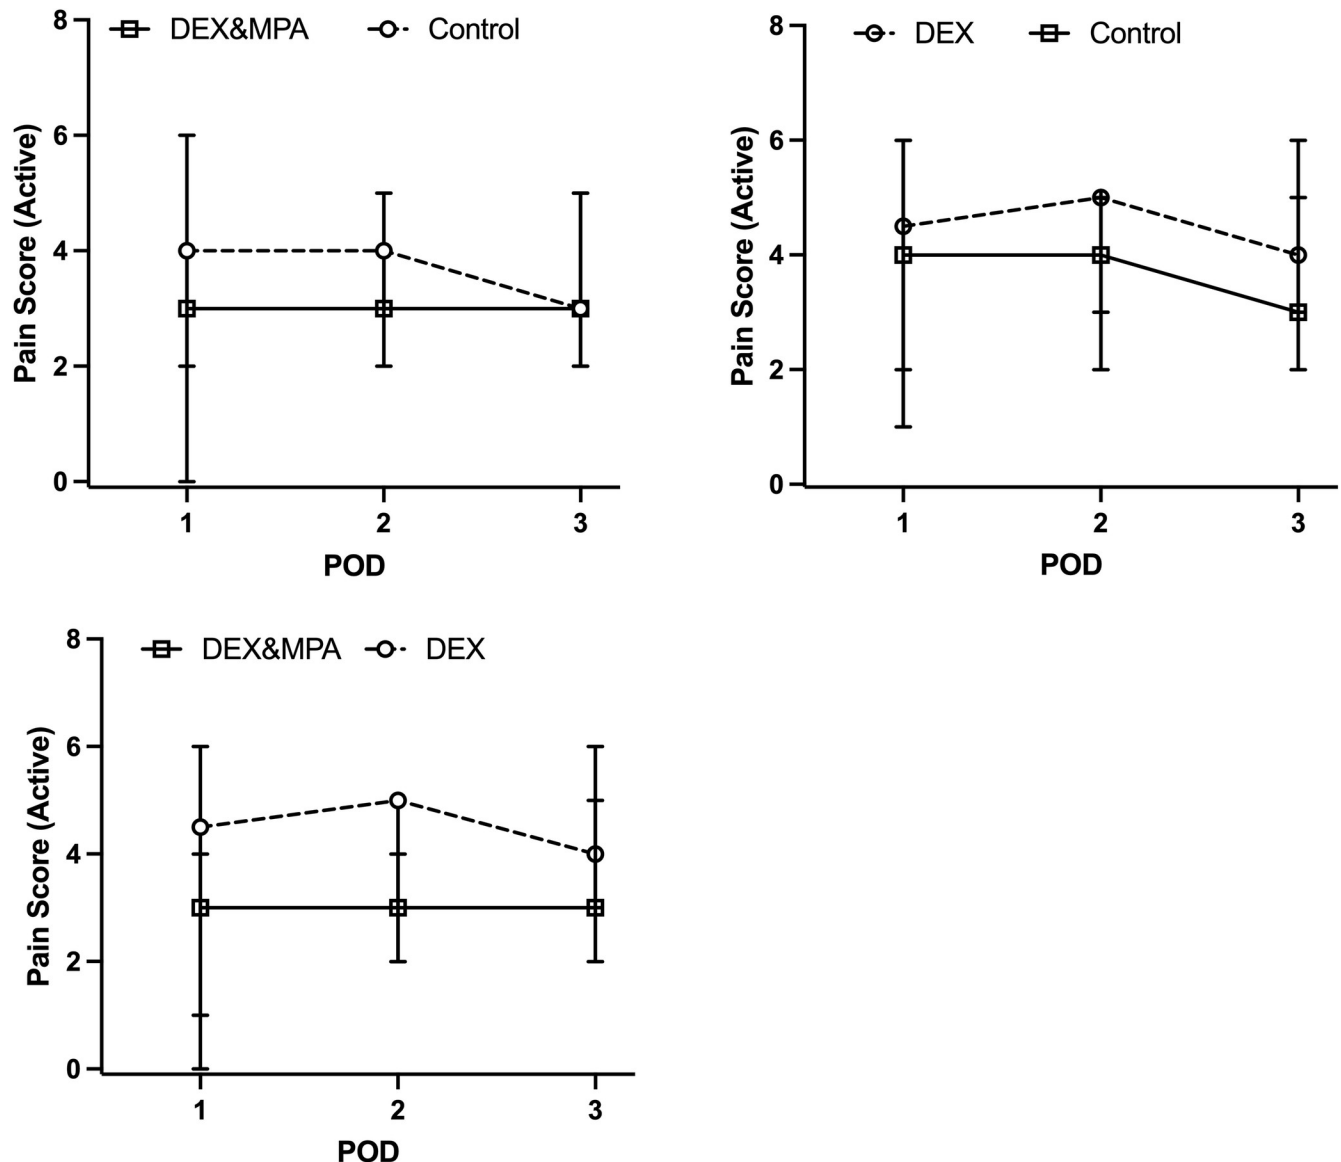 DEX&MPA Control
Pain Score (Active)
8
6
4
2
0
1 2 3
POD
DEX Control
Pain Score (Active)
8
6
4
2
0
1 2 3
POD
DEX&MPA DEX
Pain Score (Active)
8
6
4
2
0
1 2 3
POD